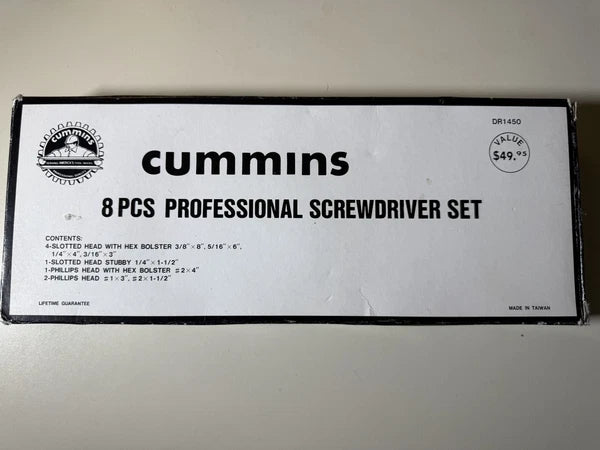 DR1450
cummins
VALUE
$49.95
cummins
8 PCS PROFESSIONAL SCREWDRIVER SET
CONTENTS:
4-SLOTTED HEAD WITH HEX BOLSTER 3/8"×8", 5/16"×6",
1/4"×4", 3/16"×3"
1-SLOTTED HEAD STUBBY 1/4"×1-1/2"
1-PHILLIPS HEAD WITH HEX BOLSTER #2×4"
2-PHILLIPS HEAD #1×3", #2×1-1/2"
LIFETIME GUARANTEE
MADE IN TAIWAN